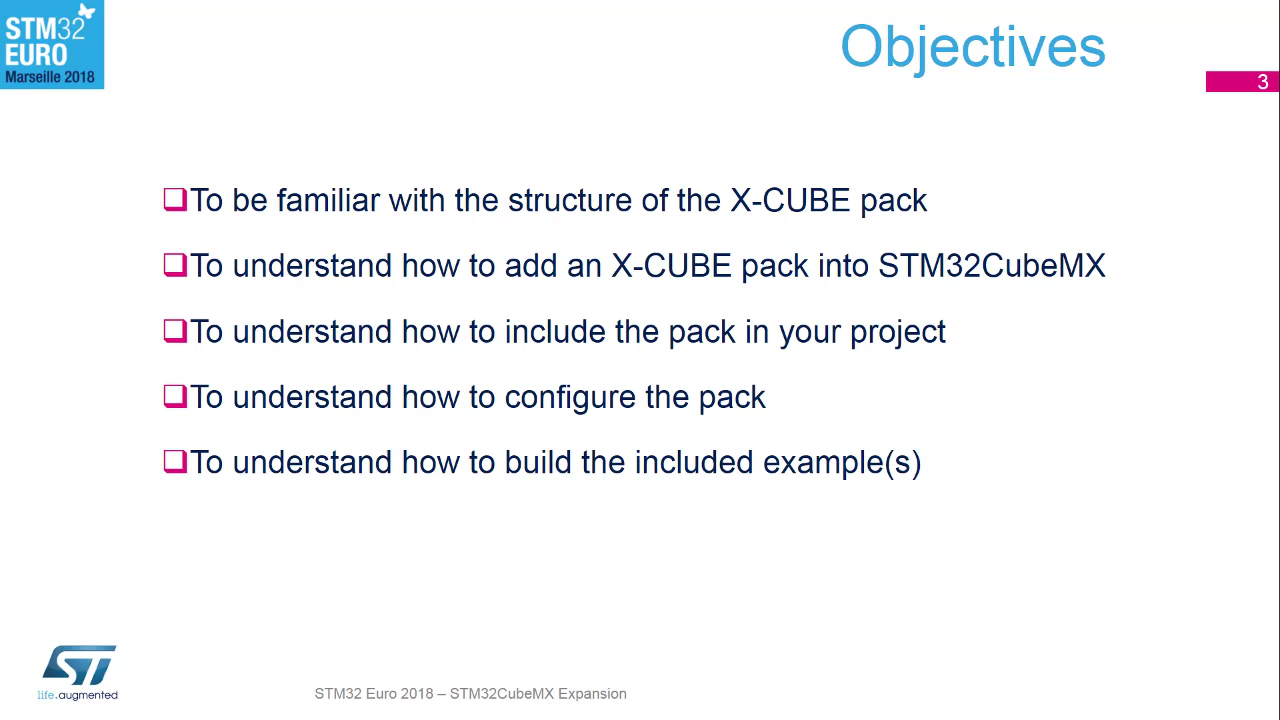 STM32
EURO
Marseille 2018
Objectives
3
To be familiar with the structure of the X-CUBE pack
To understand how to add an X-CUBE pack into STM32CubeMX
To understand how to include the pack in your project
To understand how to configure the pack
To understand how to build the included example(s)
ST
life.augmented
STM32 Euro 2018 – STM32CubeMX Expansion